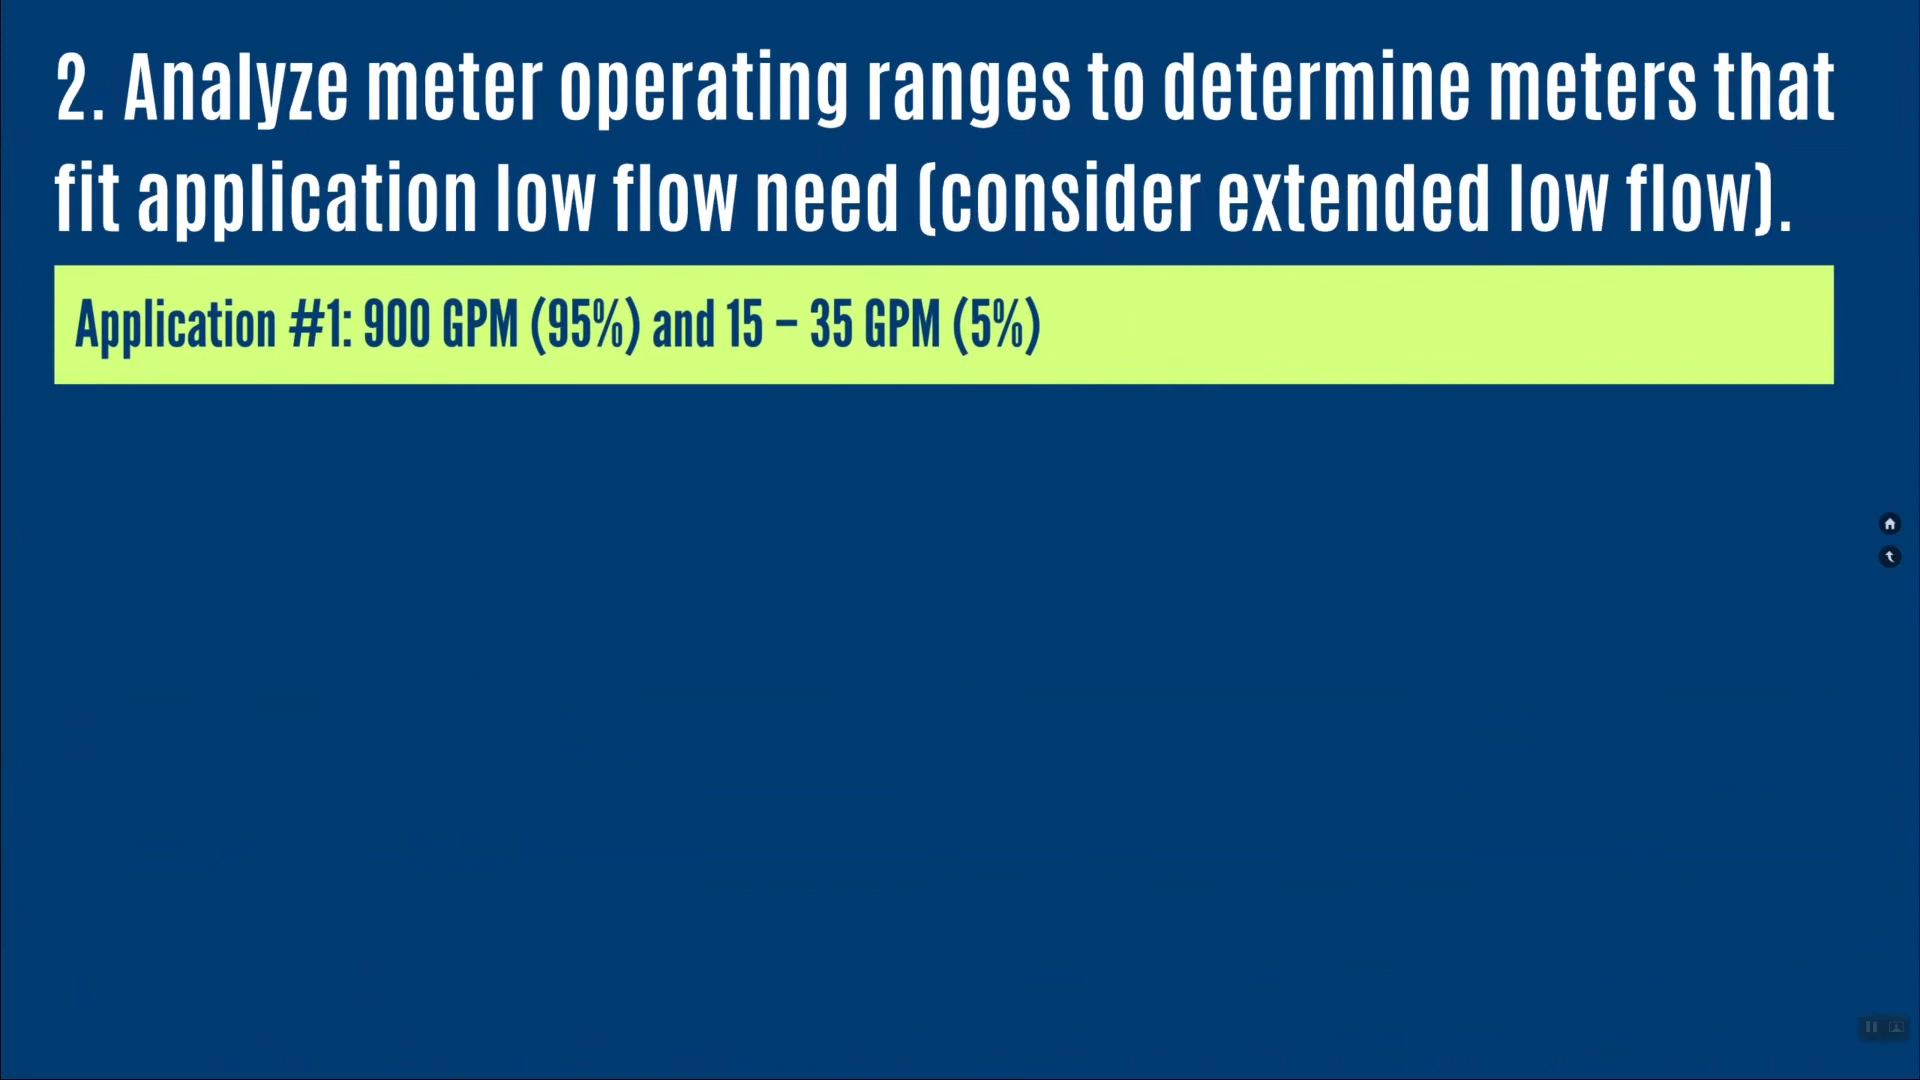 2. Analyze meter operating ranges to determine meters that
fit application low flow need (consider extended low flow).
Application #1: 900 GPM (95%) and 15 – 35 GPM (5%)